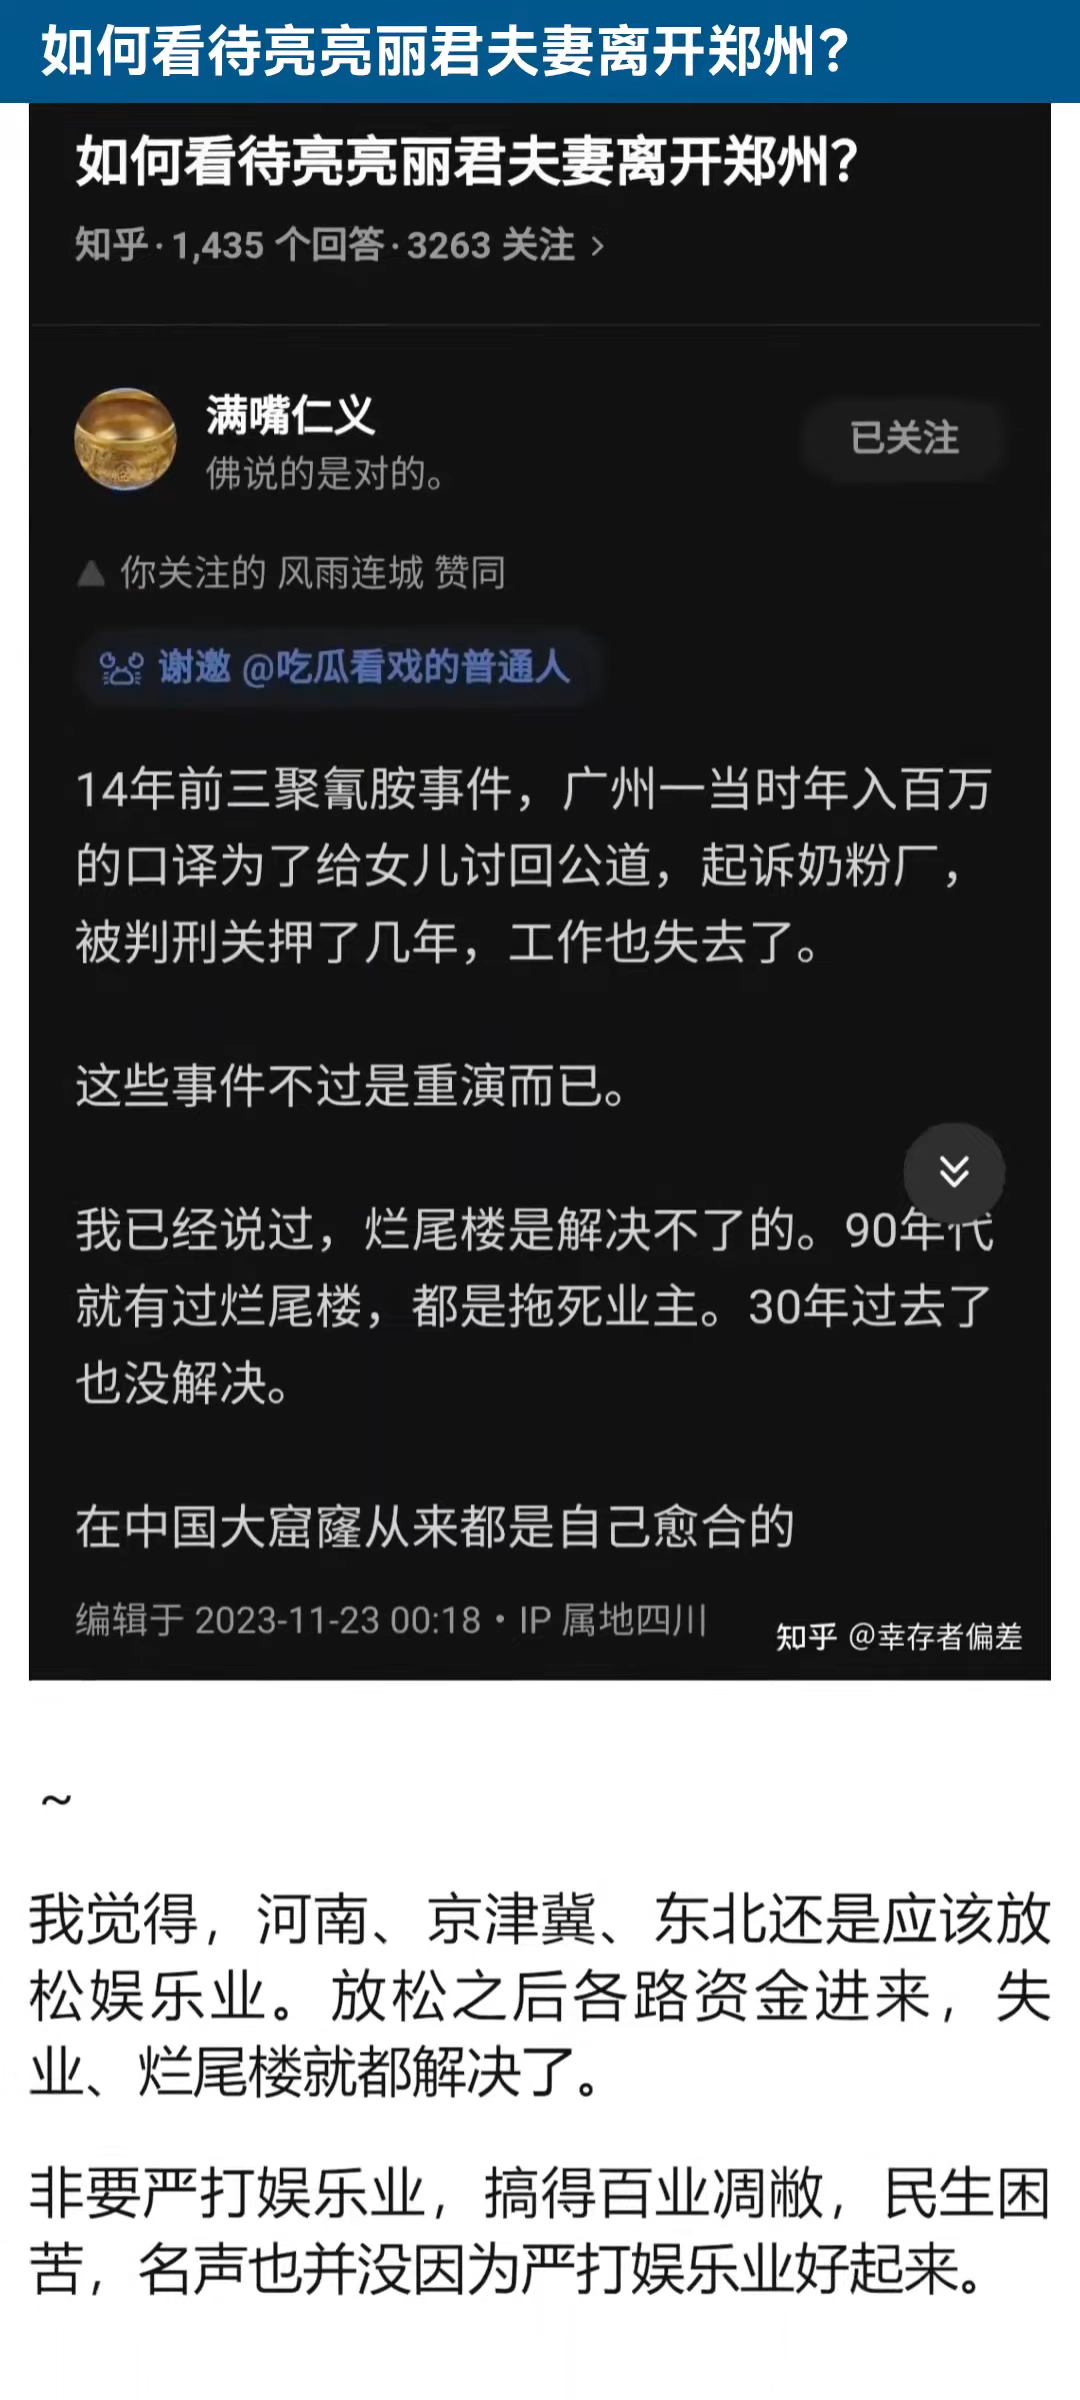 如何看待亮亮丽君夫妻离开郑州？
如何看待亮亮丽君夫妻离开郑州？
知乎·1,435 个回答·3263 关注 >
满嘴仁义
佛说的是对的。
已关注
▲ 你关注的 风雨连城 赞同
谢邀 @吃瓜看戏的普通人
14年前三聚氰胺事件，广州一当时年入百万
的口译为了给女儿讨回公道，起诉奶粉厂，
被判刑关押了几年，工作也失去了。
这些事件不过是重演而已。
我已经说过，烂尾楼是解决不了的。90年代
就有过烂尾楼，都是拖死业主。30年过去了
也没解决。
在中国大窟窿从来都是自己愈合的
编辑于 2023-11-23 00:18·IP 属地四川
知乎 @幸存者偏差
~
我觉得，河南、京津冀、东北还是应该放
松娱乐业。放松之后各路资金进来，失
业、烂尾楼就都解决了。
非要严打娱乐业，搞得百业凋敝，民生困
苦，名声也并没因为严打娱乐业好起来。